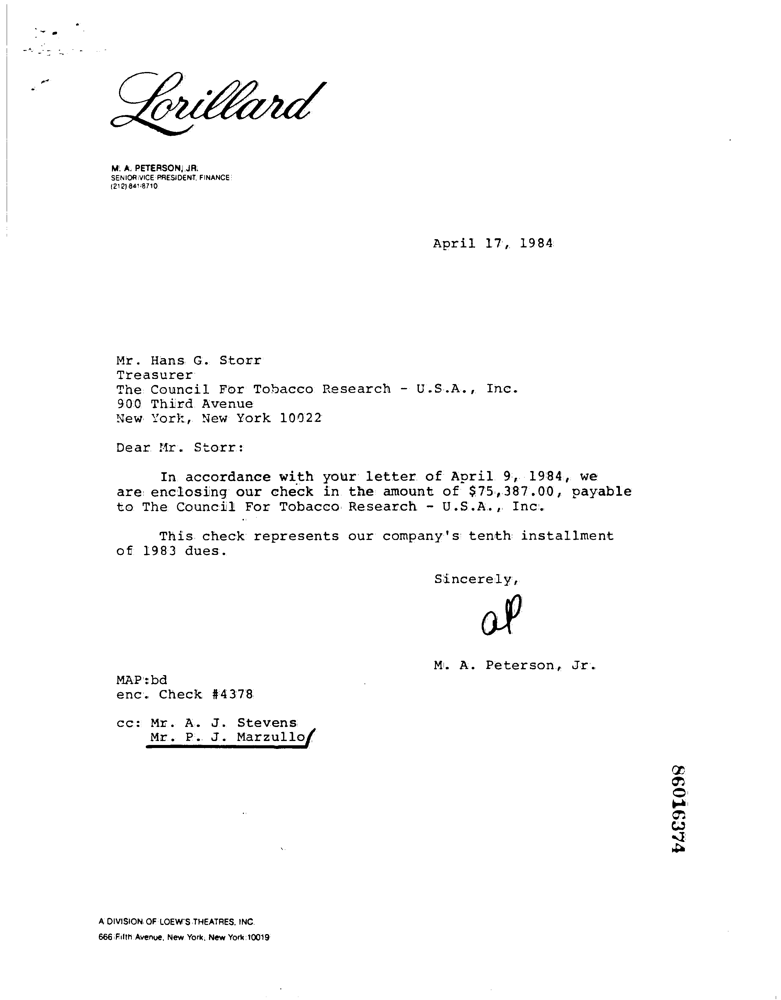 Lorillard
M. A. PETERSON, JR.
SENIOR VICE PRESIDENT, FINANCE
(212) 841-8710
April 17, 1984
Mr. Hans G. Storr
Treasurer
The Council For Tobacco Research - U.S.A., Inc.
900 Third Avenue
New York, New York 10022
Dear Mr. Storr:
In accordance with your letter of April 9, 1984, we
are enclosing our check in the amount of $75,387.00, payable
to The Council For Tobacco Research - U.S.A., Inc.
This check represents our company's tenth installment
of 1983 dues.
Sincerely,
aP
M. A. Peterson, Jr.
MAP:bd
enc. Check #4378
cc: Mr. A. J. Stevens
Mr. P. J. Marzullo
86016374
A DIVISION OF LOEW'S THEATRES, INC.
666 Fifth Avenue, New York, New York 10019